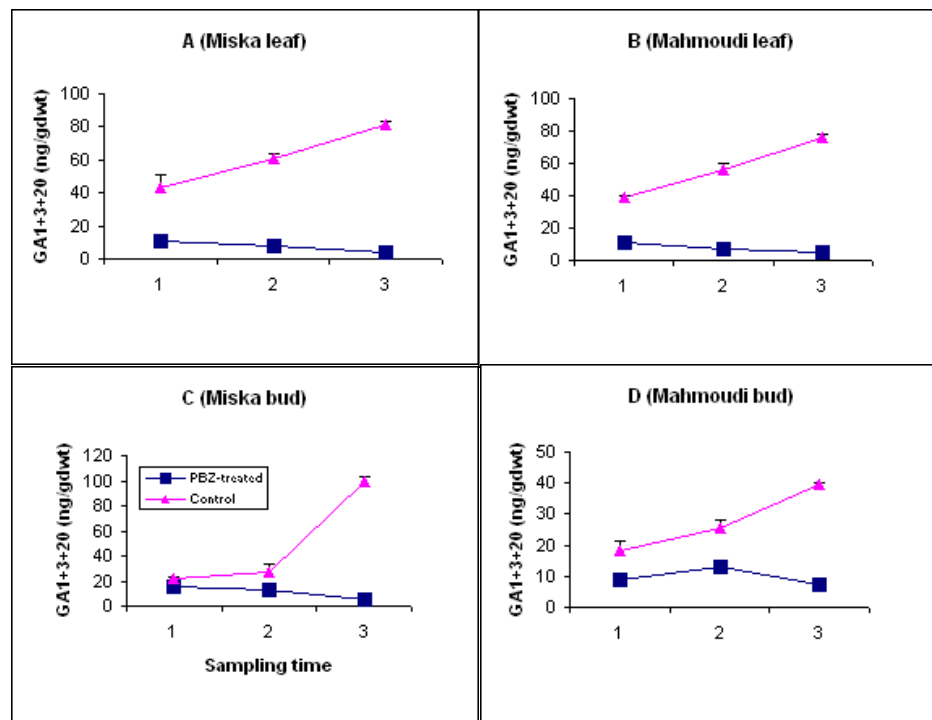 A (Miska leaf)
GA1+3+20 (ng/gdwt)
100
80
60
40
20
0
1 2 3
B (Mahmoudi leaf)
GA1+3+20 (ng/gdwt)
100
80
60
40
20
0
1 2 3
C (Miska bud)
GA1+3+20 (ng/gdwt)
120
100
80
60
40
20
0
PBZ-treated
Control
1 2 3
Sampling time
D (Mahmoudi bud)
GA1+3+20 (ng/gdwt)
50
40
30
20
10
0
1 2 3